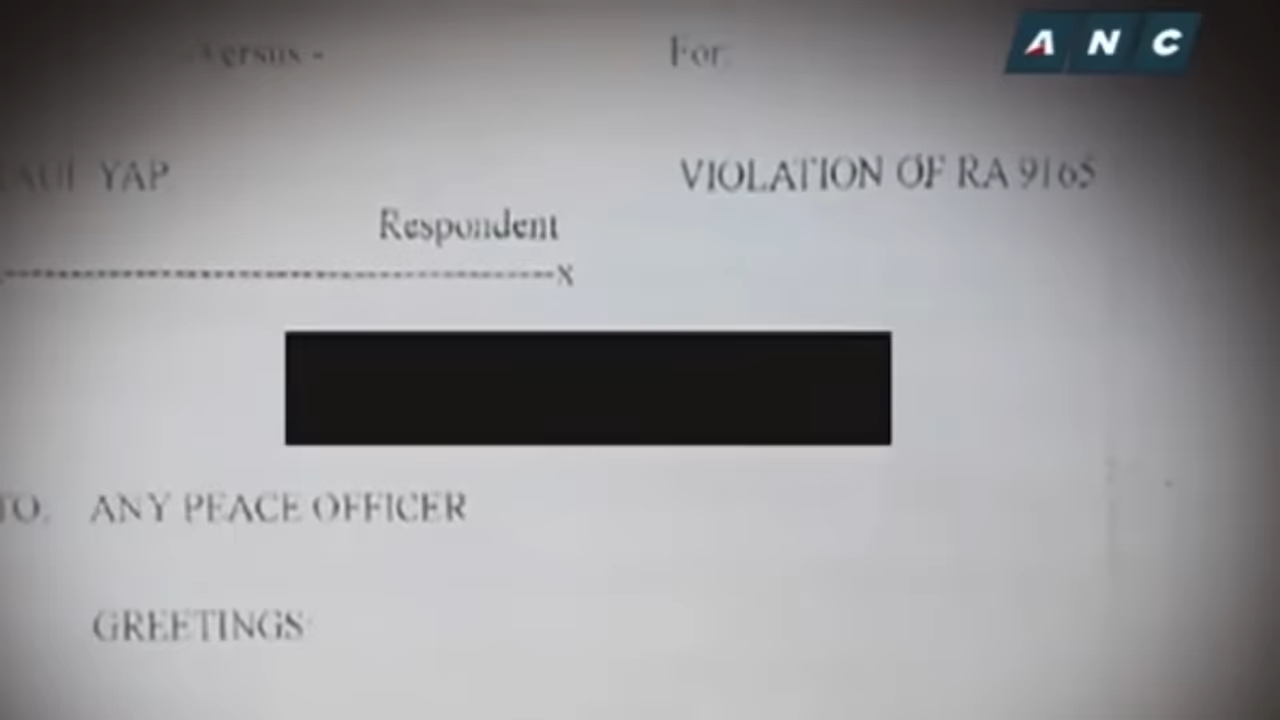 ANC
versus - For:
YAP VIOLATION OF RA 9165
Respondent
---------------------------------------------x
TO: ANY PEACE OFFICER
GREETINGS: